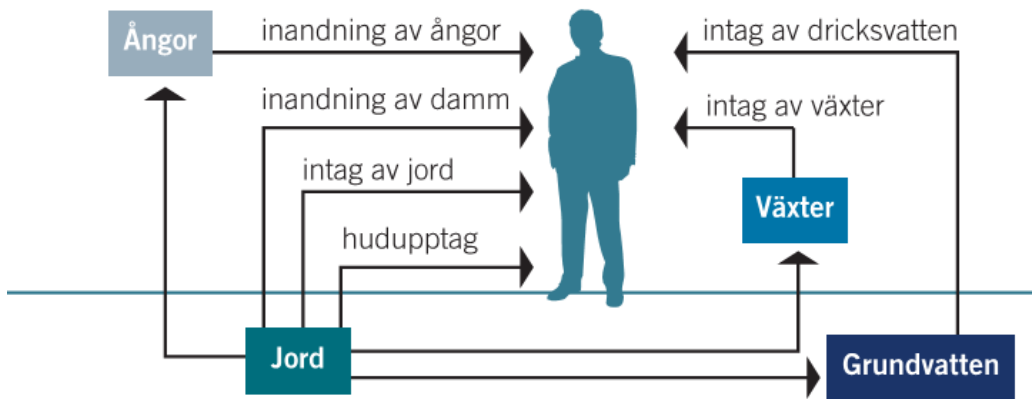 Ångor
inandning av ångor
intag av dricksvatten
inandning av damm
intag av växter
intag av jord
Växter
hudupptag
Jord
Grundvatten